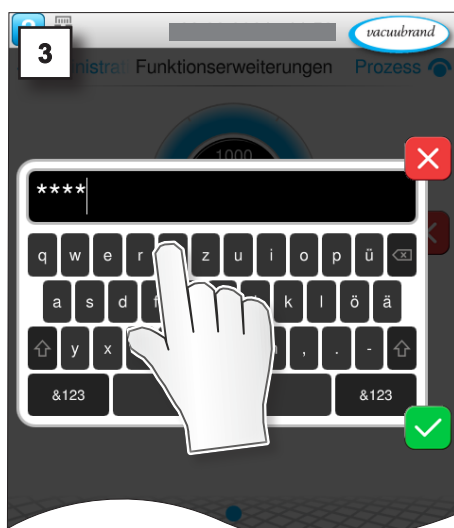 vacuubrand
3
Funktionserweiterungen Prozess
1000
****
q w e r z u i o p ü
a s d f k l ö ä
y x , . -
&123 &123